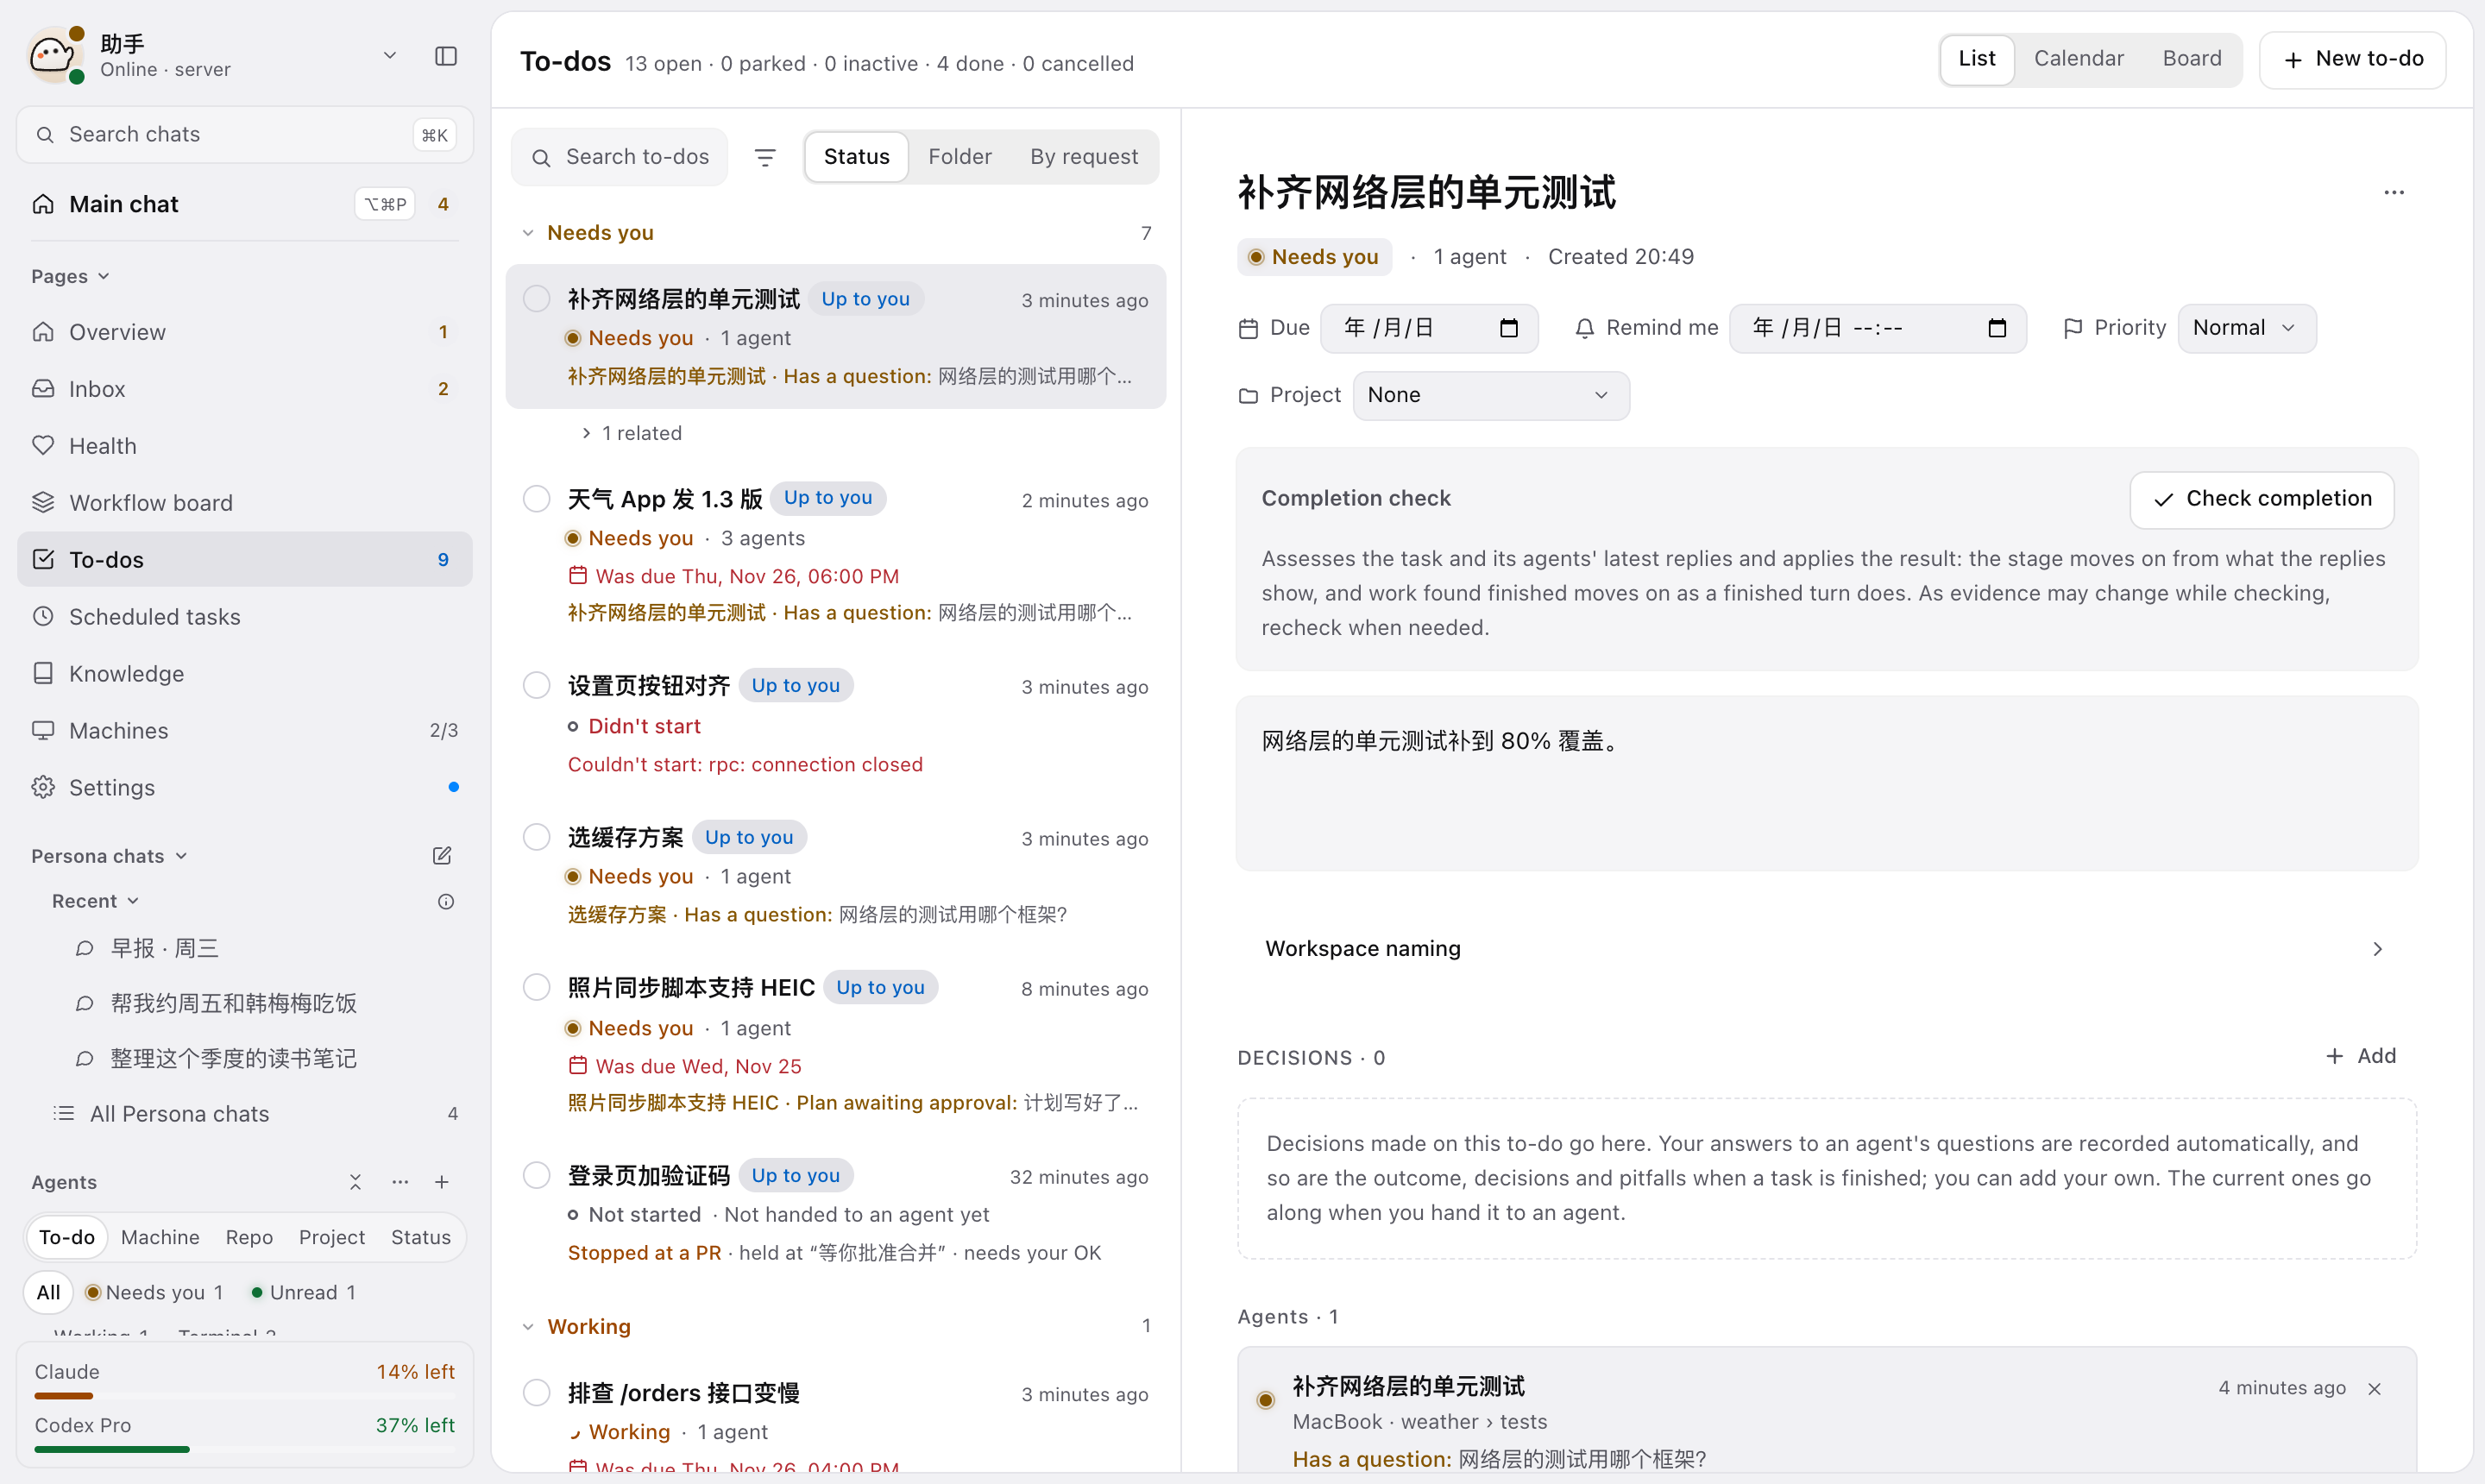 助手
Online · server
Search chats ⌘K
Main chat ⌥⌘P 4
Pages
Overview 1
Inbox 2
Health
Workflow board
To-dos 9
Scheduled tasks
Knowledge
Machines 2/3
Settings
Persona chats
Recent
早报 · 周三
帮我约周五和韩梅梅吃饭
整理这个季度的读书笔记
All Persona chats 4
Agents
To-do Machine Repo Project Status
All Needs you 1 Unread 1
Working 1 Terminal 2
Claude 14% left
Codex Pro 37% left
To-dos 13 open · 0 parked · 0 inactive · 4 done · 0 cancelled
List Calendar Board + New to-do
Search to-dos Status Folder By request
Needs you 7
补齐网络层的单元测试 Up to you 3 minutes ago
Needs you · 1 agent
补齐网络层的单元测试 · Has a question: 网络层的测试用哪个…
1 related
天气 App 发 1.3 版 Up to you 2 minutes ago
Needs you · 3 agents
Was due Thu, Nov 26, 06:00 PM
补齐网络层的单元测试 · Has a question: 网络层的测试用哪个…
设置页按钮对齐 Up to you 3 minutes ago
Didn't start
Couldn't start: rpc: connection closed
选缓存方案 Up to you 3 minutes ago
Needs you · 1 agent
选缓存方案 · Has a question: 网络层的测试用哪个框架?
照片同步脚本支持 HEIC Up to you 8 minutes ago
Needs you · 1 agent
Was due Wed, Nov 25
照片同步脚本支持 HEIC · Plan awaiting approval: 计划写好了…
登录页加验证码 Up to you 32 minutes ago
Not started · Not handed to an agent yet
Stopped at a PR · held at “等你批准合并” · needs your OK
Working 1
排查 /orders 接口变慢 3 minutes ago
Working · 1 agent
Was due Thu, Nov 26, 04:00 PM
补齐网络层的单元测试
Needs you · 1 agent · Created 20:49
Due 年 /月/日 Remind me 年 /月/日 --:-- Priority Normal
Project None
Completion check Check completion
Assesses the task and its agents' latest replies and applies the result: the stage moves on from what the replies
show, and work found finished moves on as a finished turn does. As evidence may change while checking,
recheck when needed.
网络层的单元测试补到 80% 覆盖。
Workspace naming
DECISIONS · 0 + Add
Decisions made on this to-do go here. Your answers to an agent's questions are recorded automatically, and
so are the outcome, decisions and pitfalls when a task is finished; you can add your own. The current ones go
along when you hand it to an agent.
Agents · 1
补齐网络层的单元测试 4 minutes ago
MacBook · weather › tests
Has a question: 网络层的测试用哪个框架?